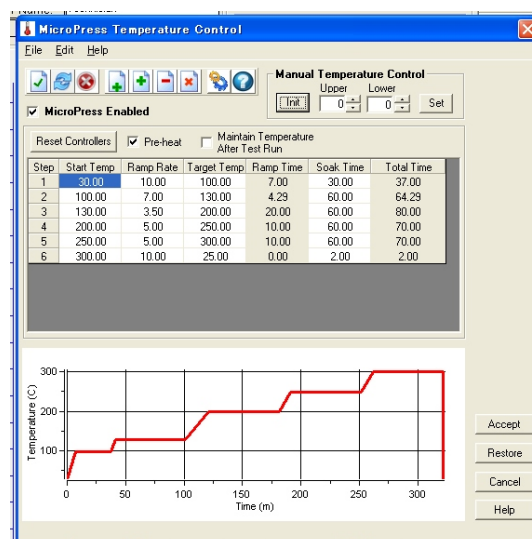 Name:
MicroPress Temperature Control
File Edit Help
Manual Temperature Control
Upper Lower
Init 0 0 Set
MicroPress Enabled
Reset Controllers Pre-heat Maintain Temperature After Test Run
Step Start Temp Ramp Rate Target Temp Ramp Time Soak Time Total Time
1 30.00 10.00 100.00 7.00 30.00 37.00
2 100.00 7.00 130.00 4.29 60.00 64.29
3 130.00 3.50 200.00 20.00 60.00 80.00
4 200.00 5.00 250.00 10.00 60.00 70.00
5 250.00 5.00 300.00 10.00 60.00 70.00
6 300.00 10.00 25.00 0.00 2.00 2.00
Temperature (C)
300
200
100
0 50 100 150 200 250 300
Time (m)
Accept
Restore
Cancel
Help